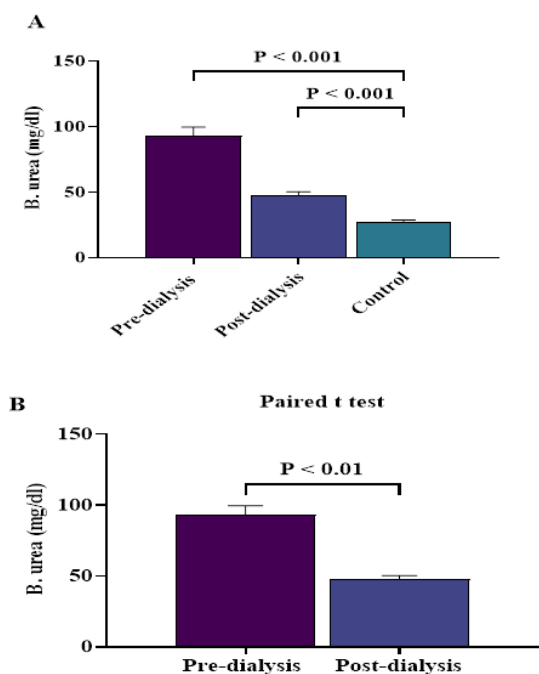 A
P < 0.001
P < 0.001
150
100
50
0
B. urea (mg/dl)
Pre-dialysis
Post-dialysis
Control
B
Paired t test
P < 0.01
150
100
50
0
B. urea (mg/dl)
Pre-dialysis Post-dialysis